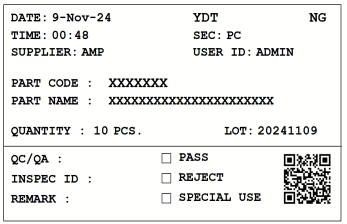 DATE: 9-Nov-24 YDT NG
TIME: 00:48 SEC: PC
SUPPLIER: AMP USER ID: ADMIN
PART CODE : XXXXXXX
PART NAME : XXXXXXXXXXXXXXXXXXXXXX
QUANTITY : 10 PCS. LOT: 20241109
QC/QA : PASS
INSPEC ID : REJECT
REMARK : SPECIAL USE